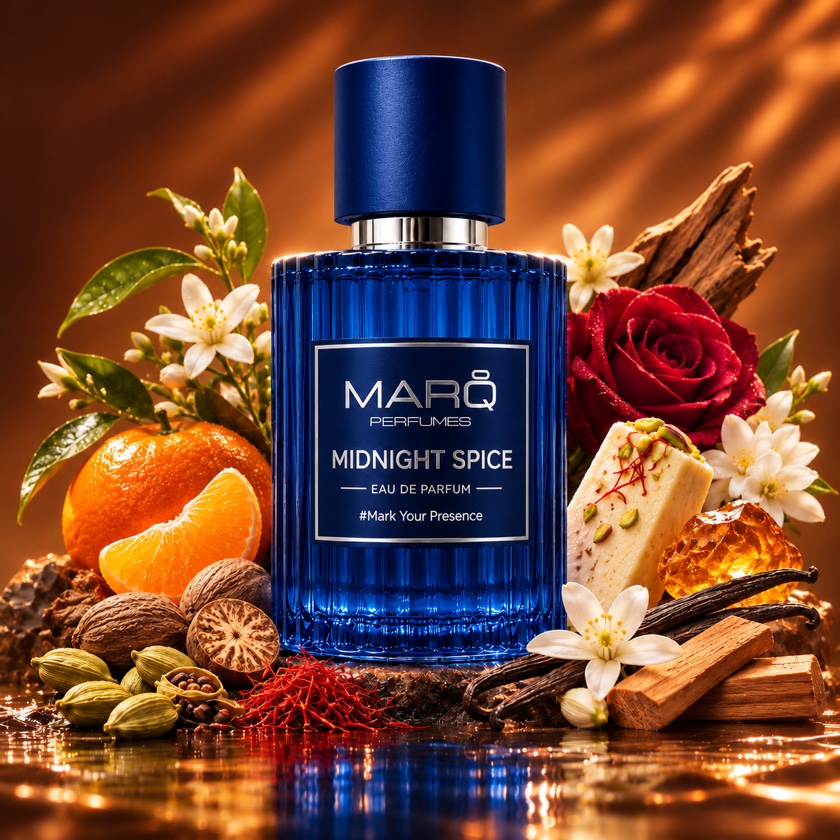 MARQ
PERFUMES
MIDNIGHT SPICE
EAU DE PARFUM
#Mark Your Presence